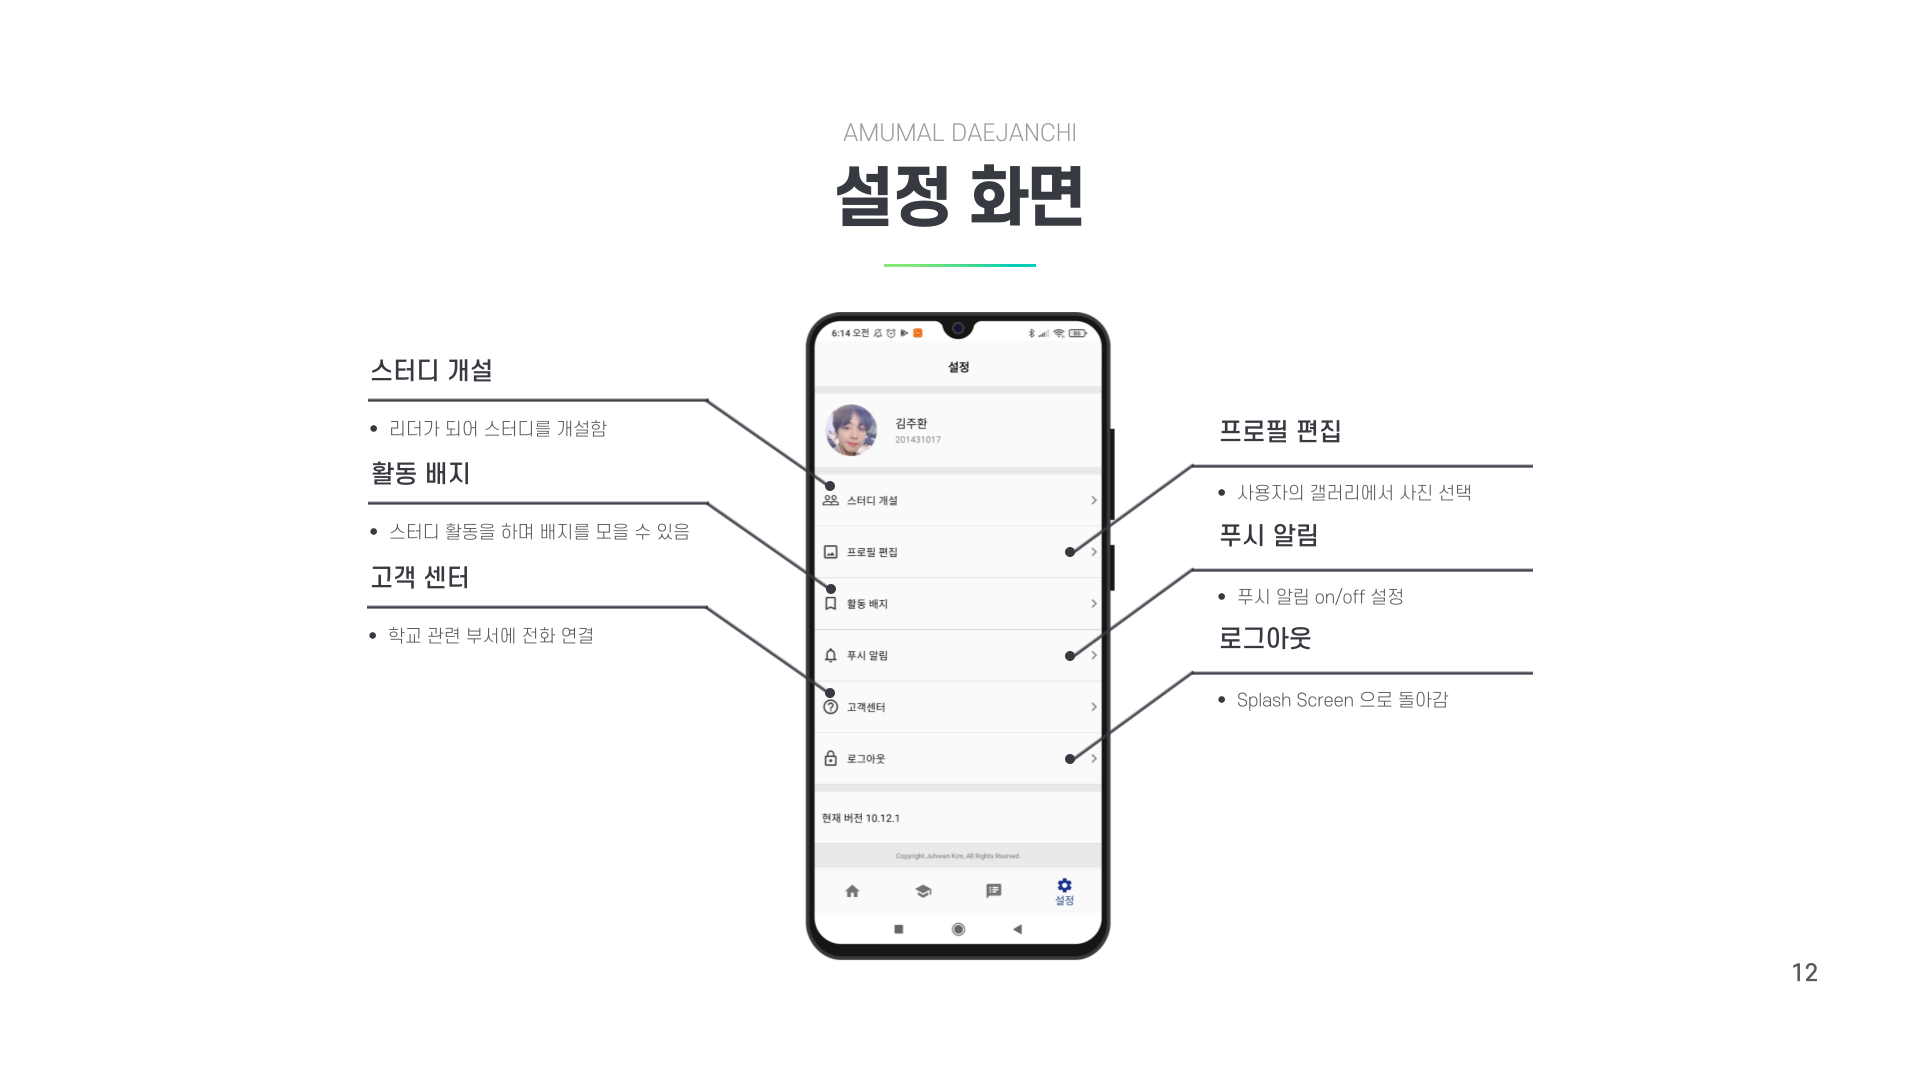 AMUMAL DAEJANCHI
설정 화면
스터디 개설
• 리더가 되어 스터디를 개설함
활동 배지
• 스터디 활동을 하며 배지를 모을 수 있음
고객 센터
• 학교 관련 부서에 전화 연결
6:14 오전
86
설정
김주환
201431017
스터디 개설
프로필 편집
활동 배지
푸시 알림
고객센터
로그아웃
현재 버전 10.12.1
Copyright Juhwan Kim, All Rights Rserved.
설정
프로필 편집
• 사용자의 갤러리에서 사진 선택
푸시 알림
• 푸시 알림 on/off 설정
로그아웃
• Splash Screen 으로 돌아감
12